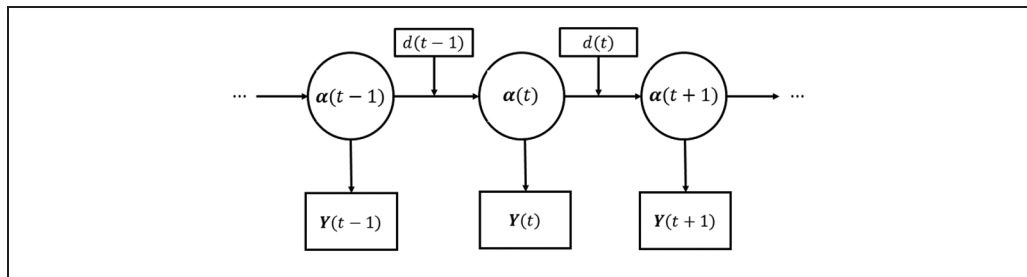 d(t − 1)
d(t)
...
α(t − 1)
α(t)
α(t + 1)
...
Y(t − 1)
Y(t)
Y(t + 1)